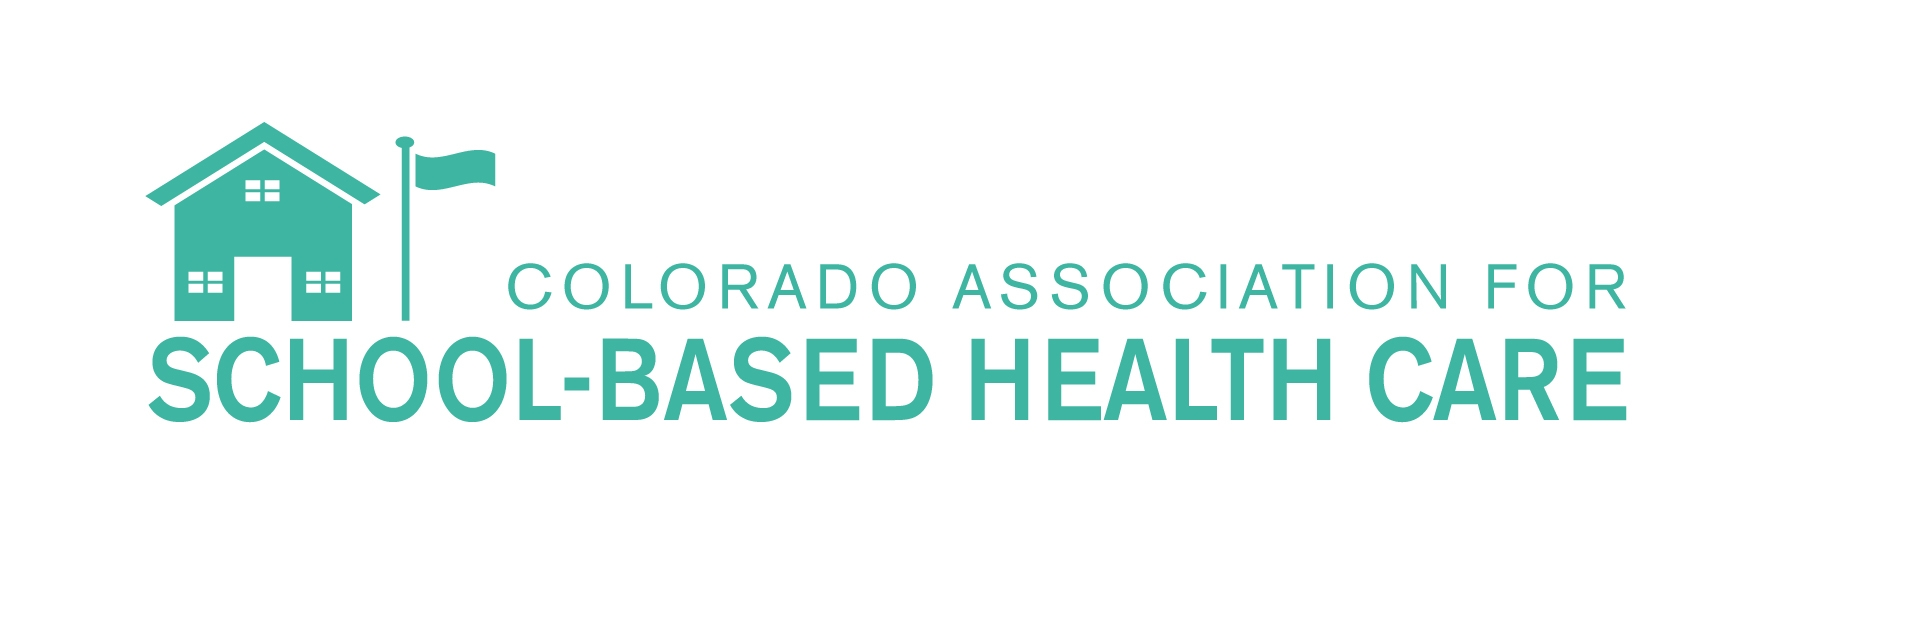 COLORADO ASSOCIATION FOR
SCHOOL-BASED HEALTH CARE